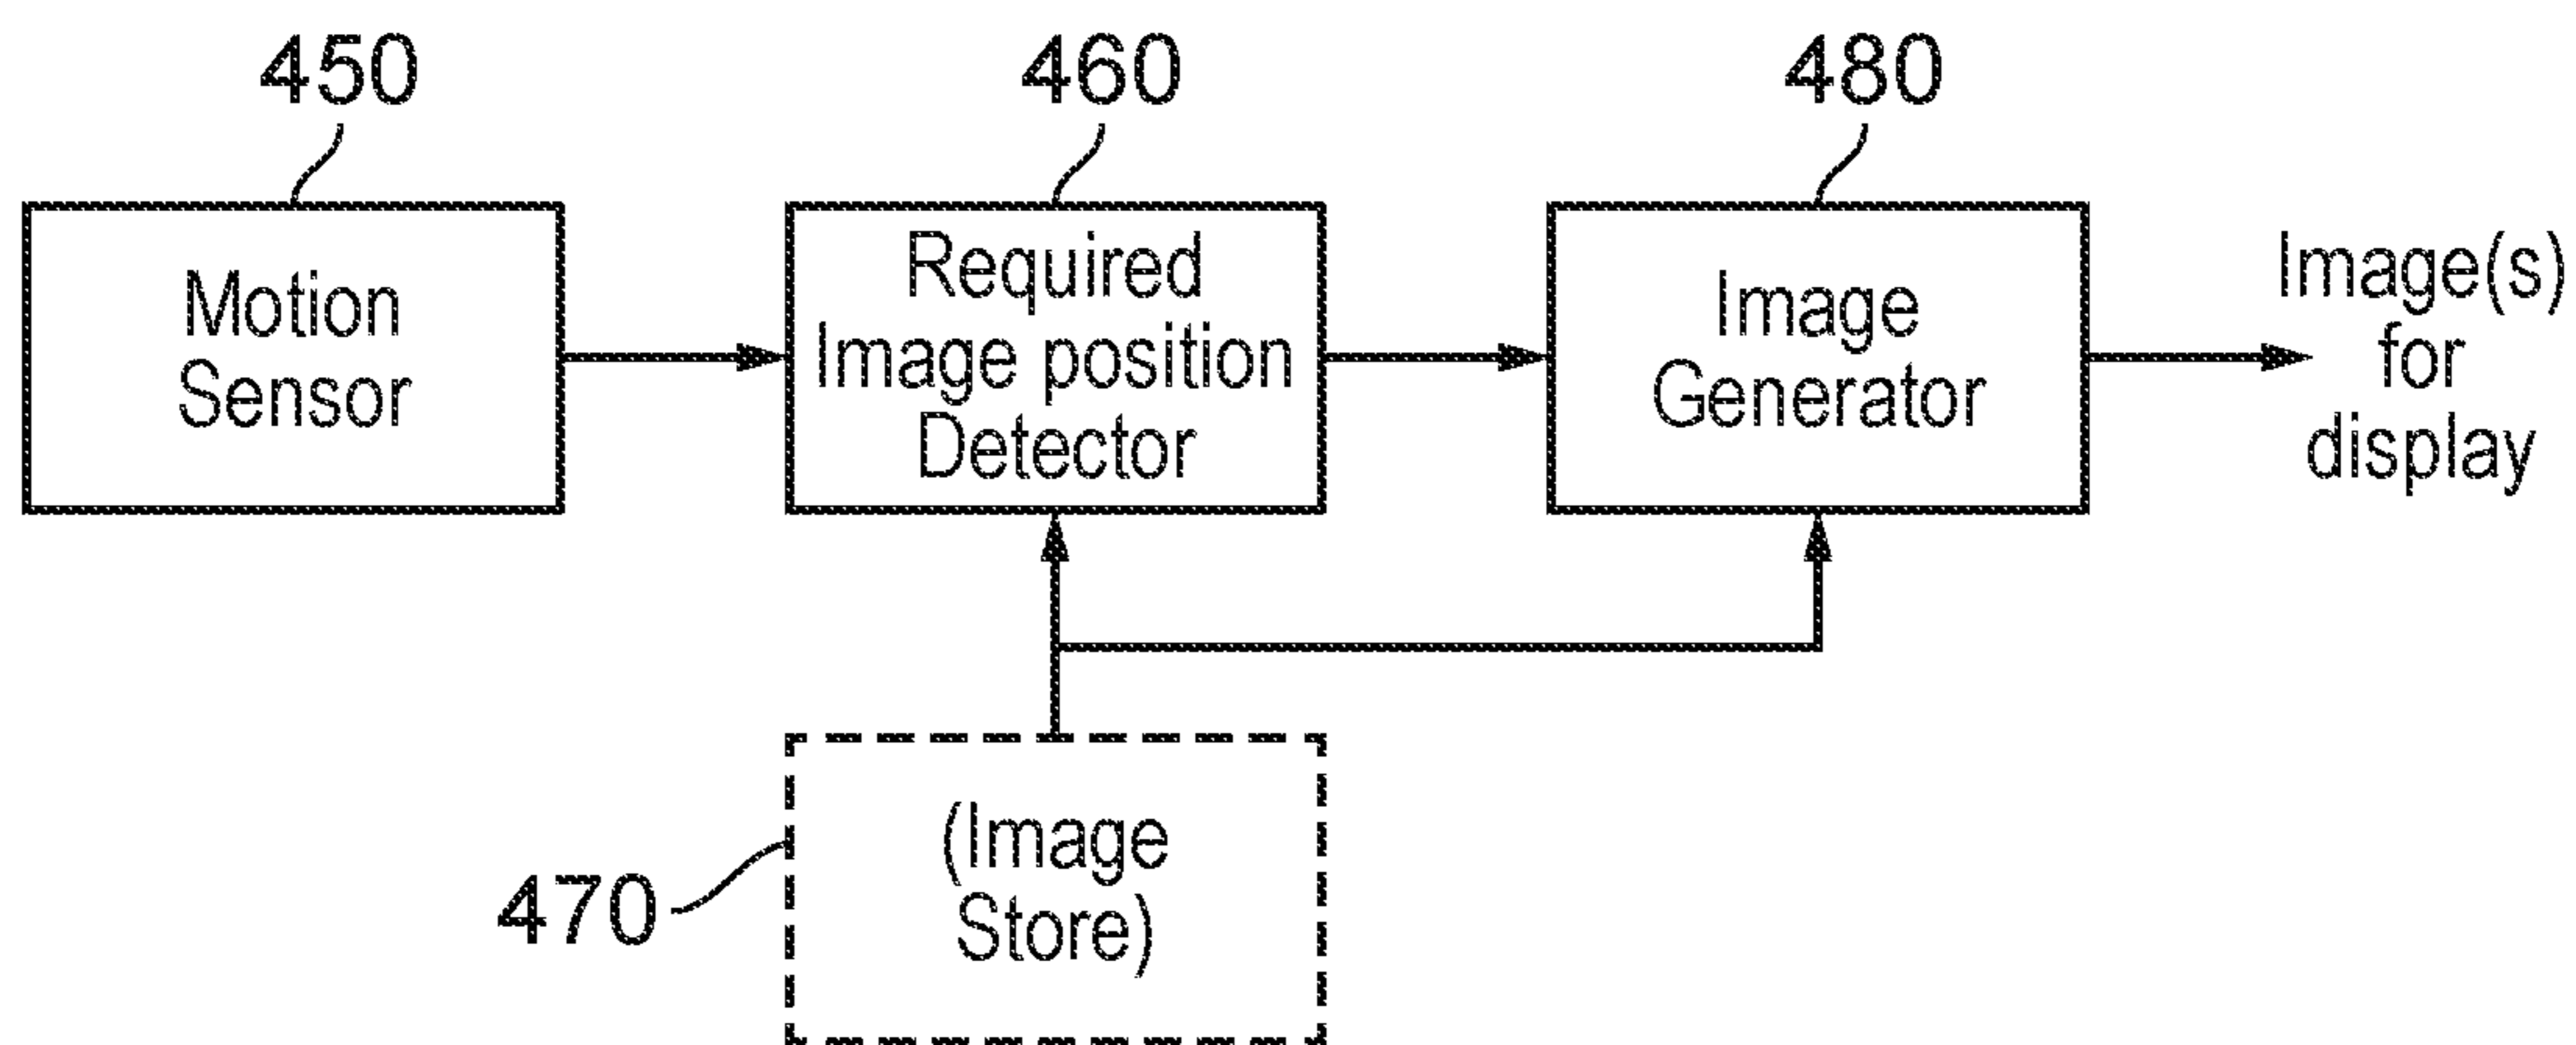 450
460
480
Motion
Sensor
Required
Image position
Detector
Image
Generator
Image(s)
for
display
470
(Image
Store)